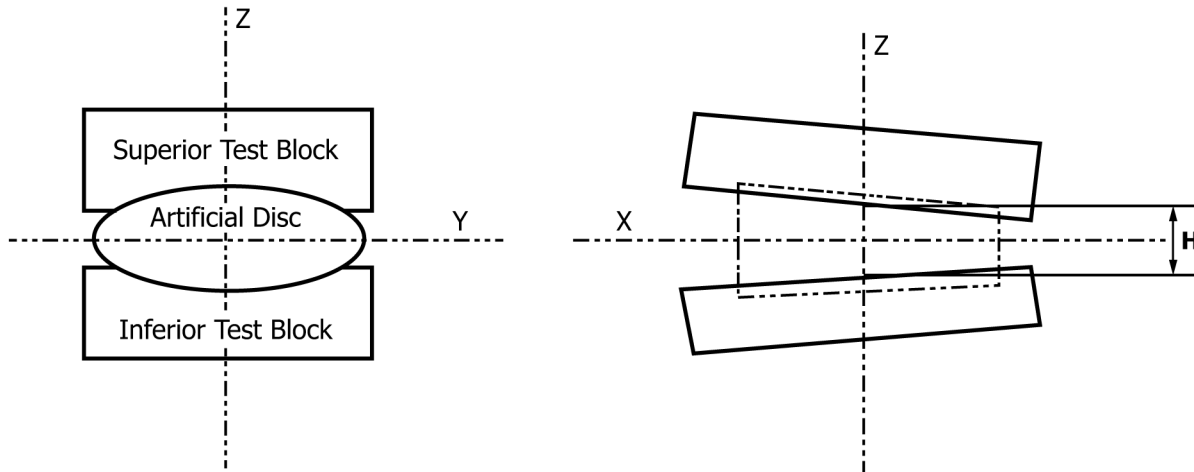 Z
Superior Test Block
Artificial Disc
Y
Inferior Test Block
Z
X
H